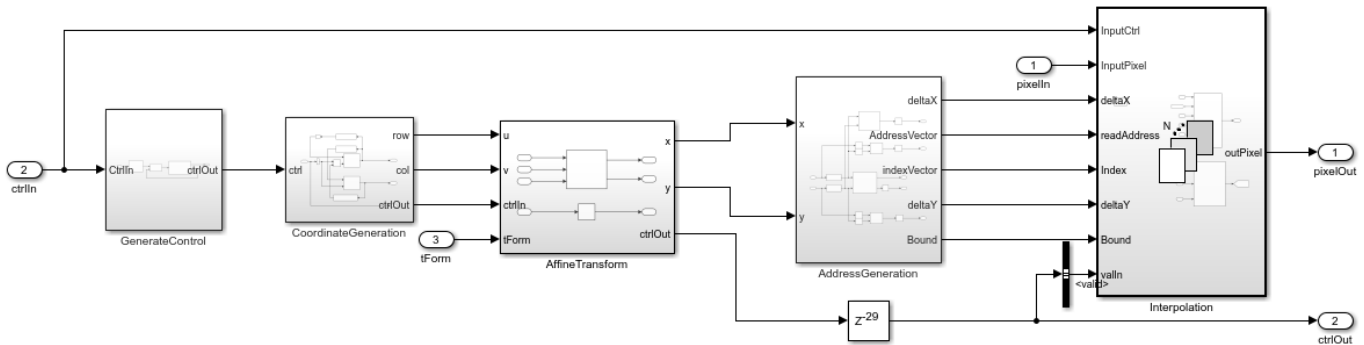 2
ctrlIn
CtrlIn
ctrlOut
GenerateControl
ctrl
row
col
ctrlOut
CoordinateGeneration
3
tForm
u
v
ctrlIn
tForm
x
y
ctrlOut
AffineTransform
x
y
deltaX
AddressVector
indexVector
deltaY
Bound
AddressGeneration
Z-29
1
pixelIn
<valid>
InputCtrl
InputPixel
deltaX
readAddress
Index
deltaY
Bound
valIn
N
outPixel
Interpolation
1
pixelOut
2
ctrlOut